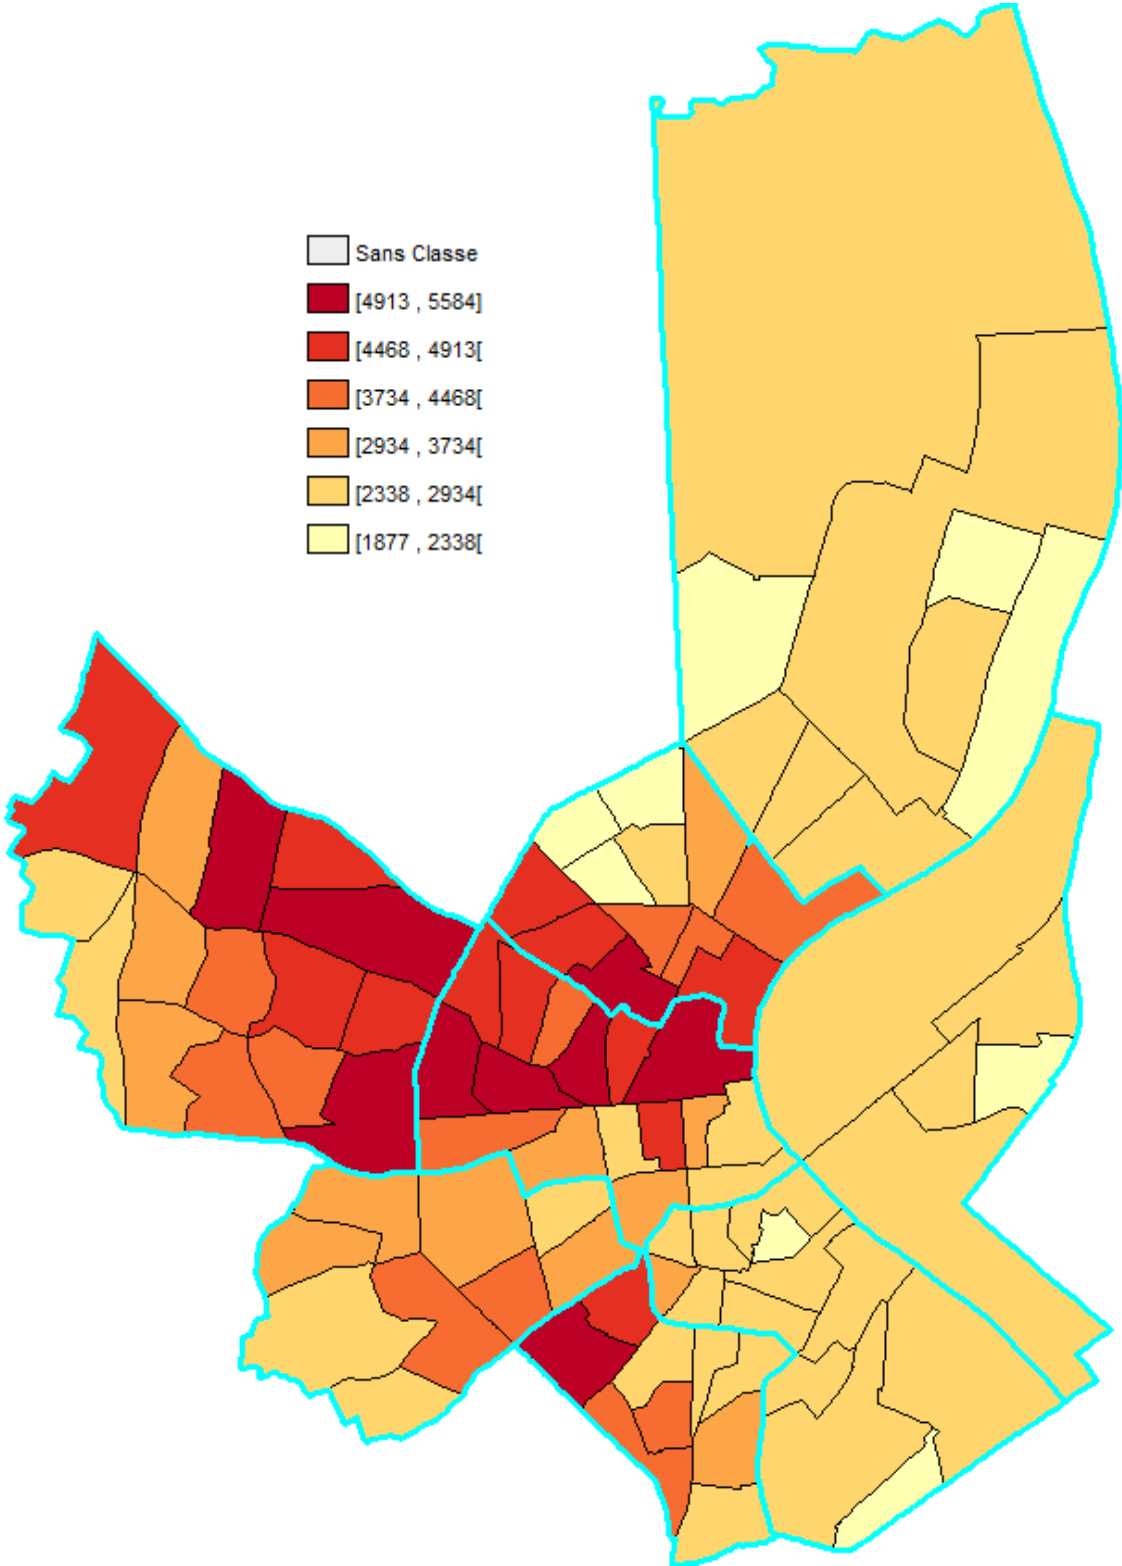 Sans Classe
[4913 , 5584]
[4468 , 4913[
[3734 , 4468[
[2934 , 3734[
[2338 , 2934[
[1877 , 2338[